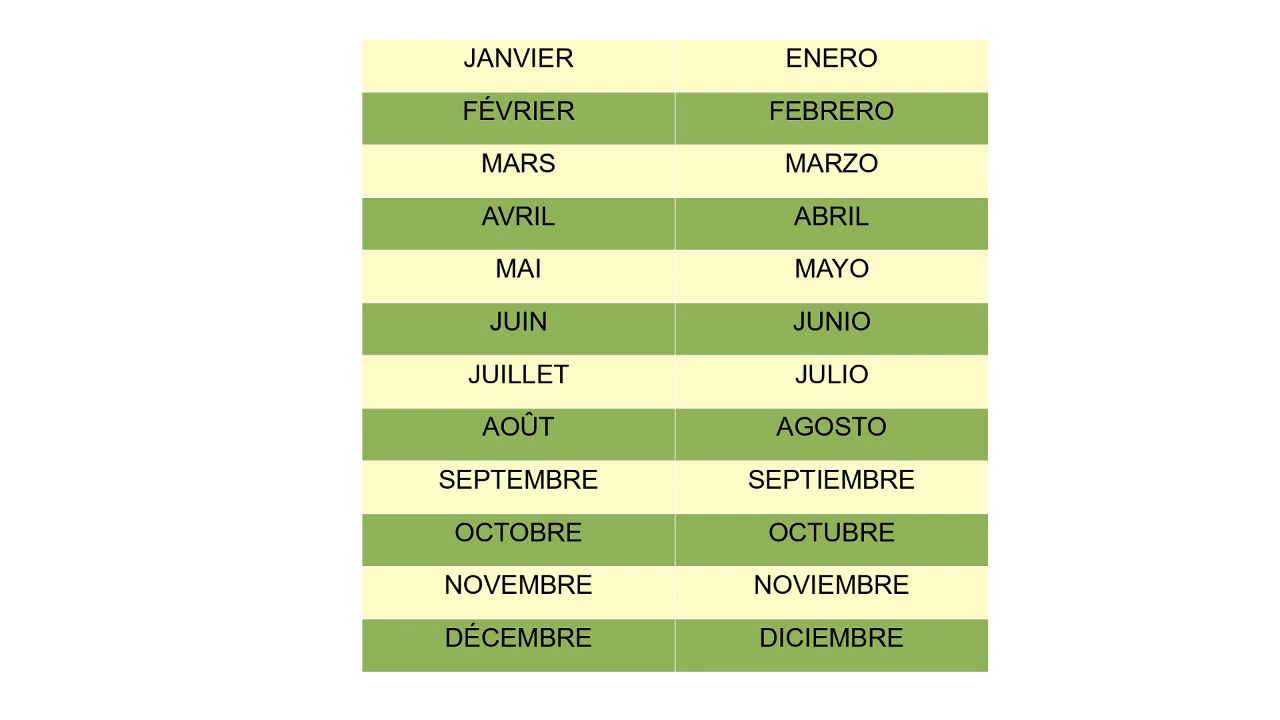 JANVIER ENERO
FÉVRIER FEBRERO
MARS MARZO
AVRIL ABRIL
MAI MAYO
JUIN JUNIO
JUILLET JULIO
AOÛT AGOSTO
SEPTEMBRE SEPTIEMBRE
OCTOBRE OCTUBRE
NOVEMBRE NOVIEMBRE
DÉCEMBRE DICIEMBRE